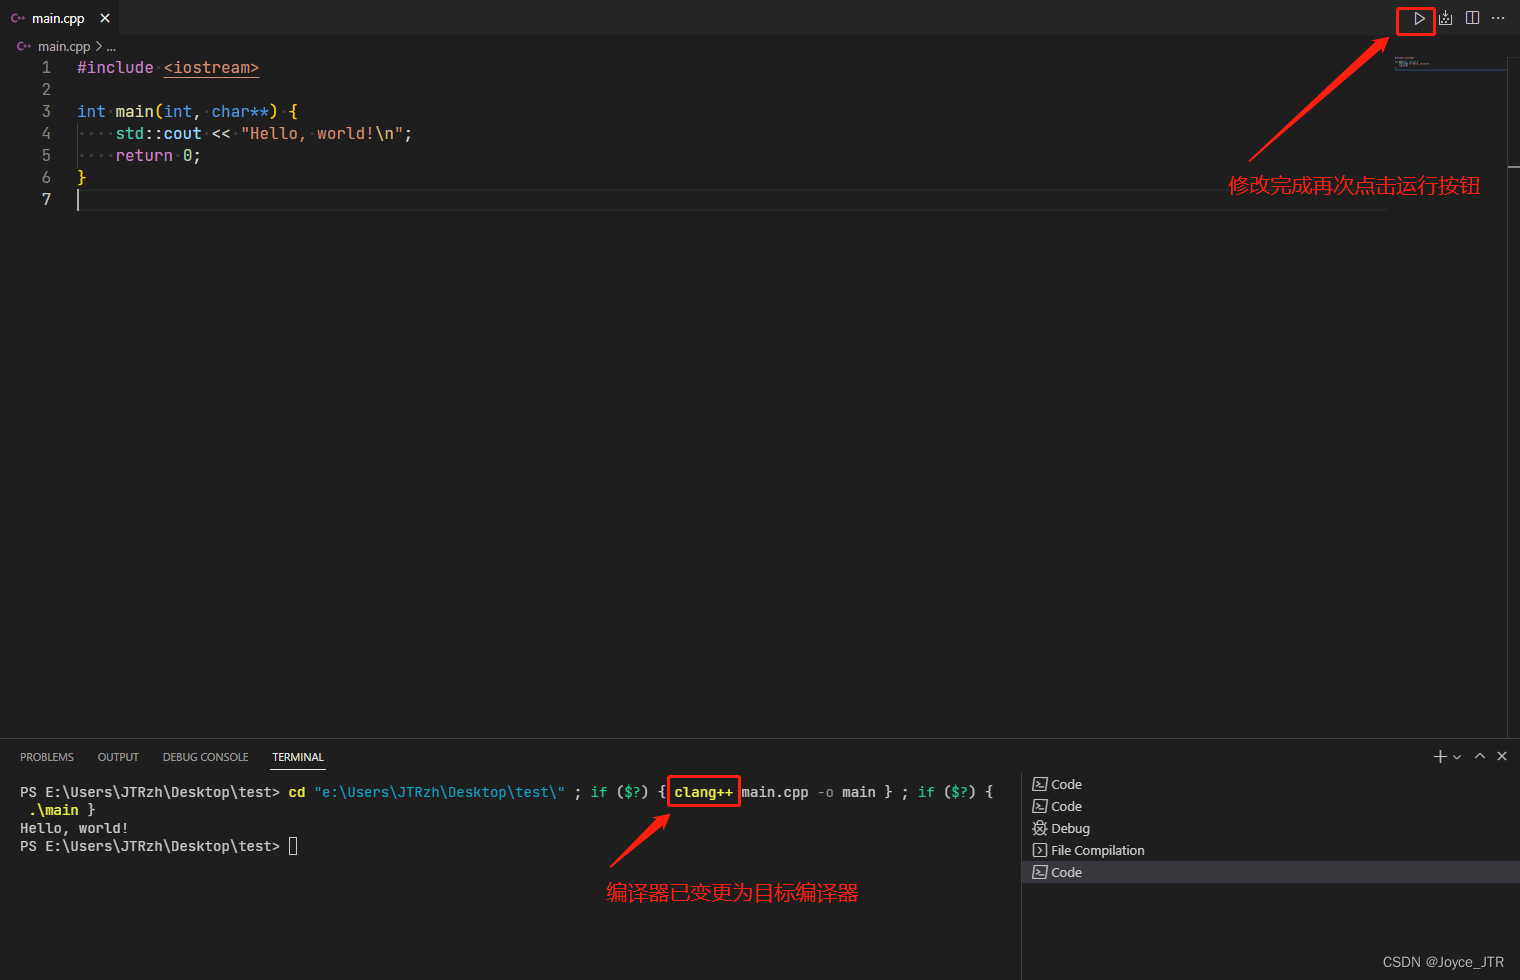 C++ main.cpp ×
C++ main.cpp > ...
1 #include <iostream>
2
3 int main(int, char**) {
4 std::cout << "Hello, world!\n";
5 return 0;
6 }
7
修改完成再次点击运行按钮
PROBLEMS OUTPUT DEBUG CONSOLE TERMINAL
PS E:\Users\JTRzh\Desktop\test> cd "e:\Users\JTRzh\Desktop\test\" ; if ($?) { clang++ main.cpp -o main } ; if ($?) {
.\main }
Hello, world!
PS E:\Users\JTRzh\Desktop\test>
编译器已变更为目标编译器
Code
Code
Debug
File Compilation
Code
CSDN @Joyce_JTR